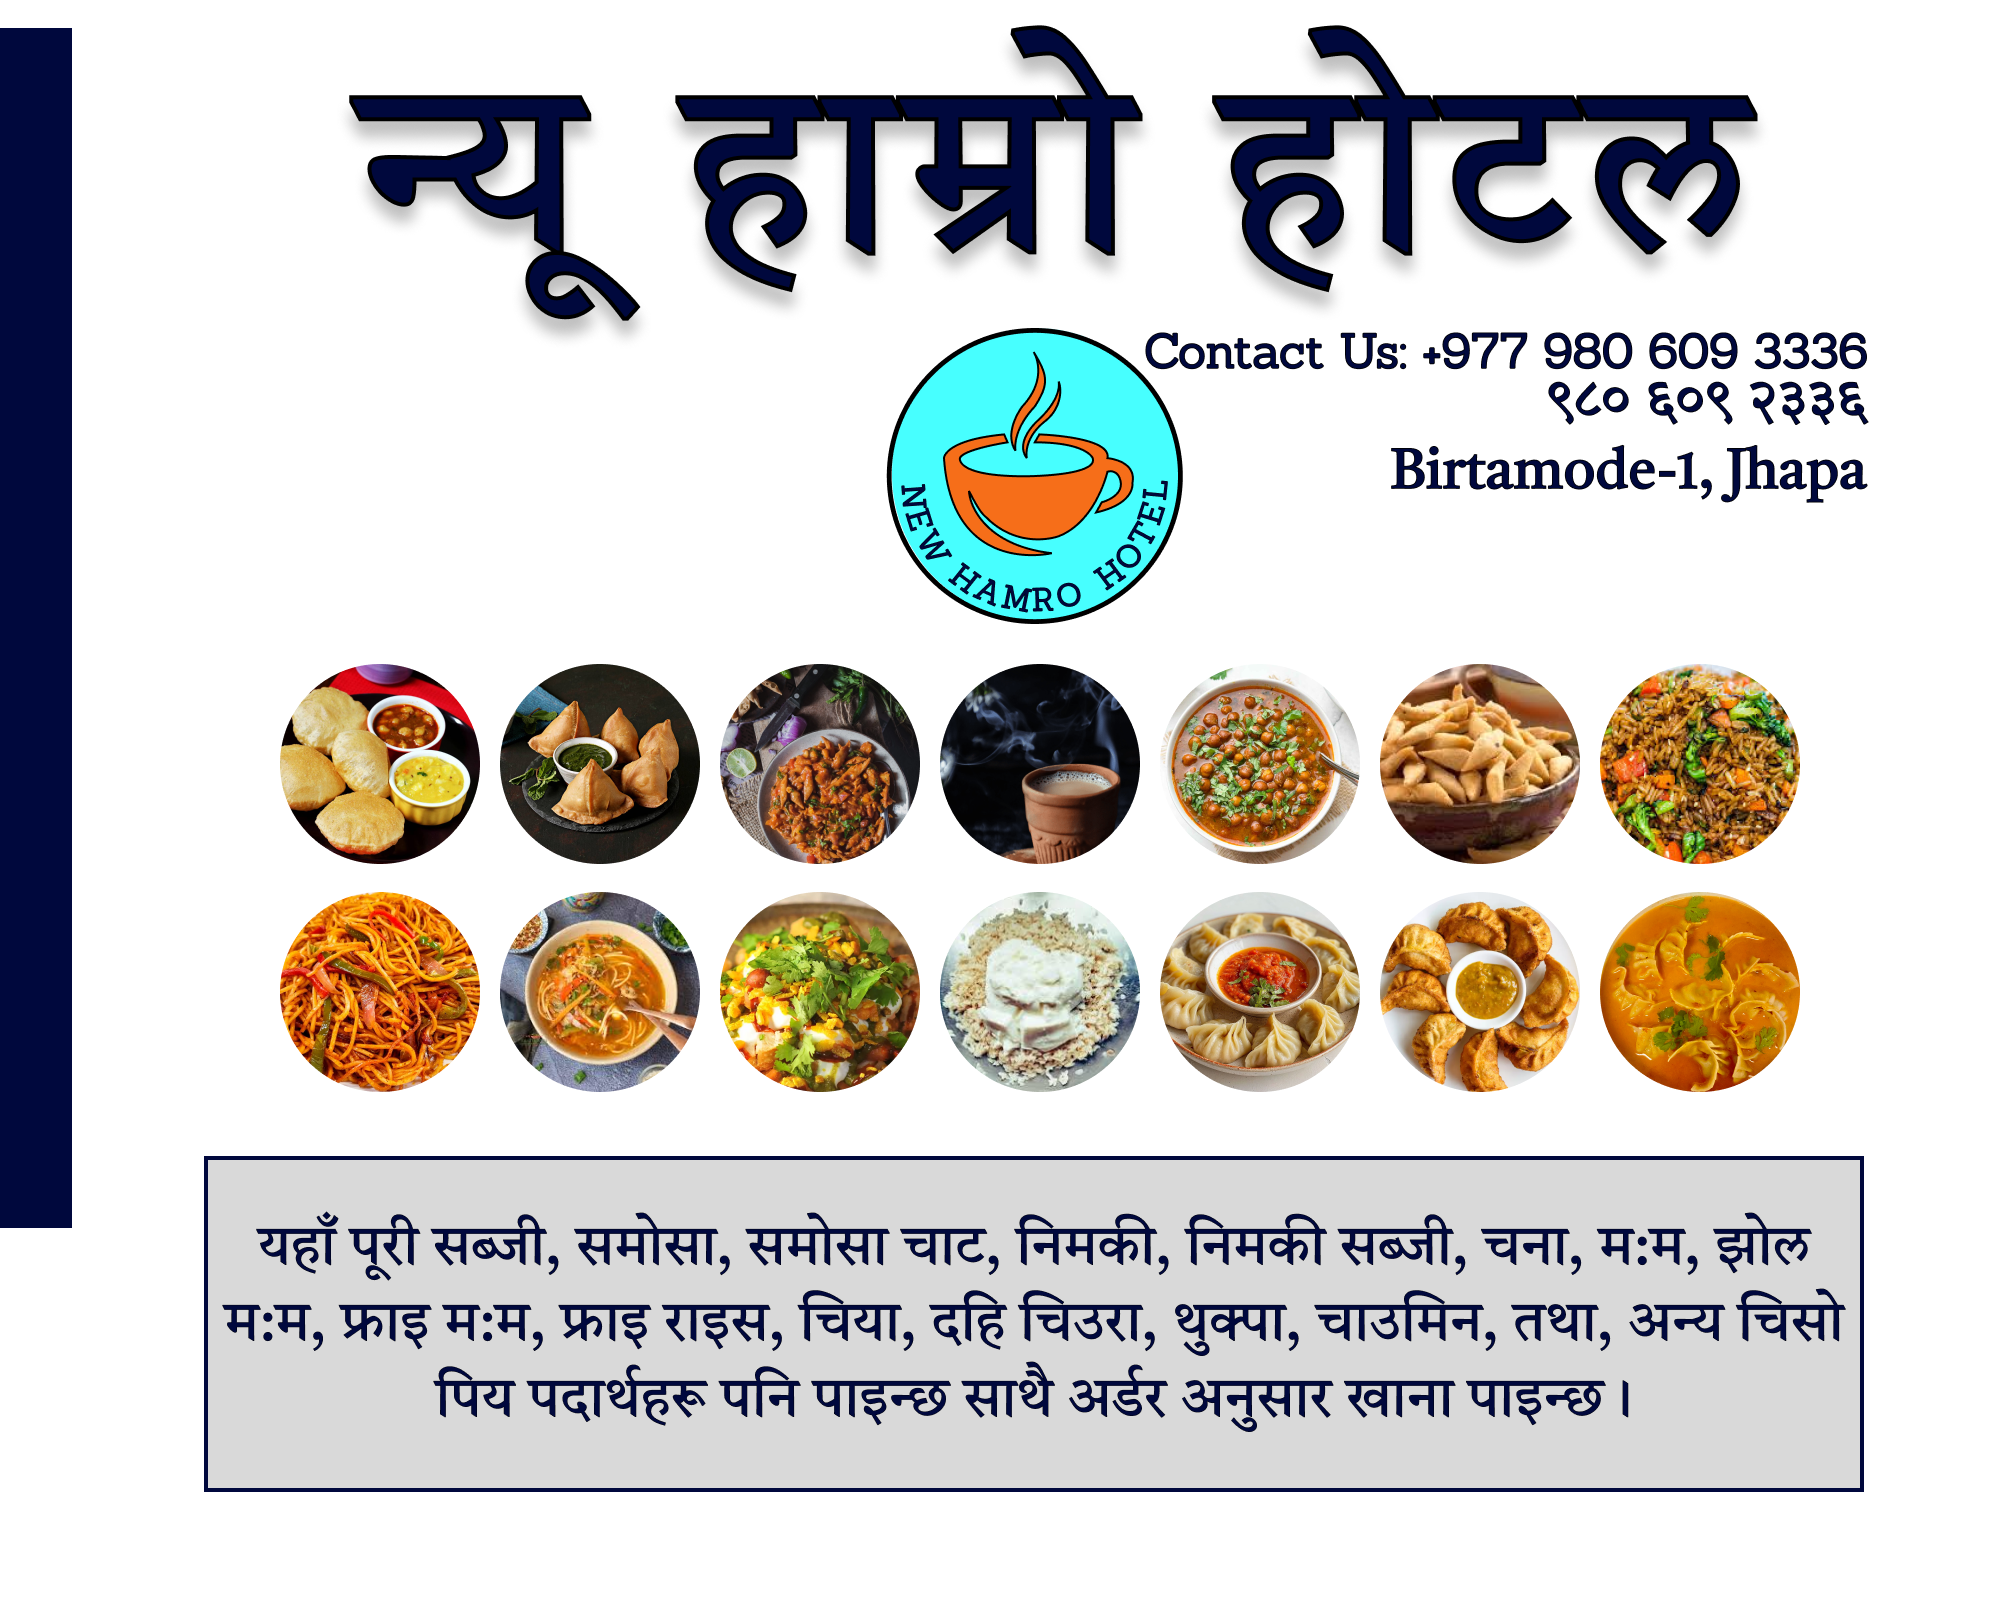 न्यू हाम्रो होटल
Contact Us: +977 980 609 3336
९८० ६०९ २३३६
Birtamode-1, Jhapa
NEW HAMRO HOTEL
यहाँ पूरी सब्जी, समोसा, समोसा चाट, निमकी, निमकी सब्जी, चना, म:म, झोल
म:म, फ्राइ म:म, फ्राइ राइस, चिया, दहि चिउरा, थुक्पा, चाउमिन, तथा, अन्य चिसो
पिय पदार्थहरू पनि पाइन्छ साथै अर्डर अनुसार खाना पाइन्छ ।